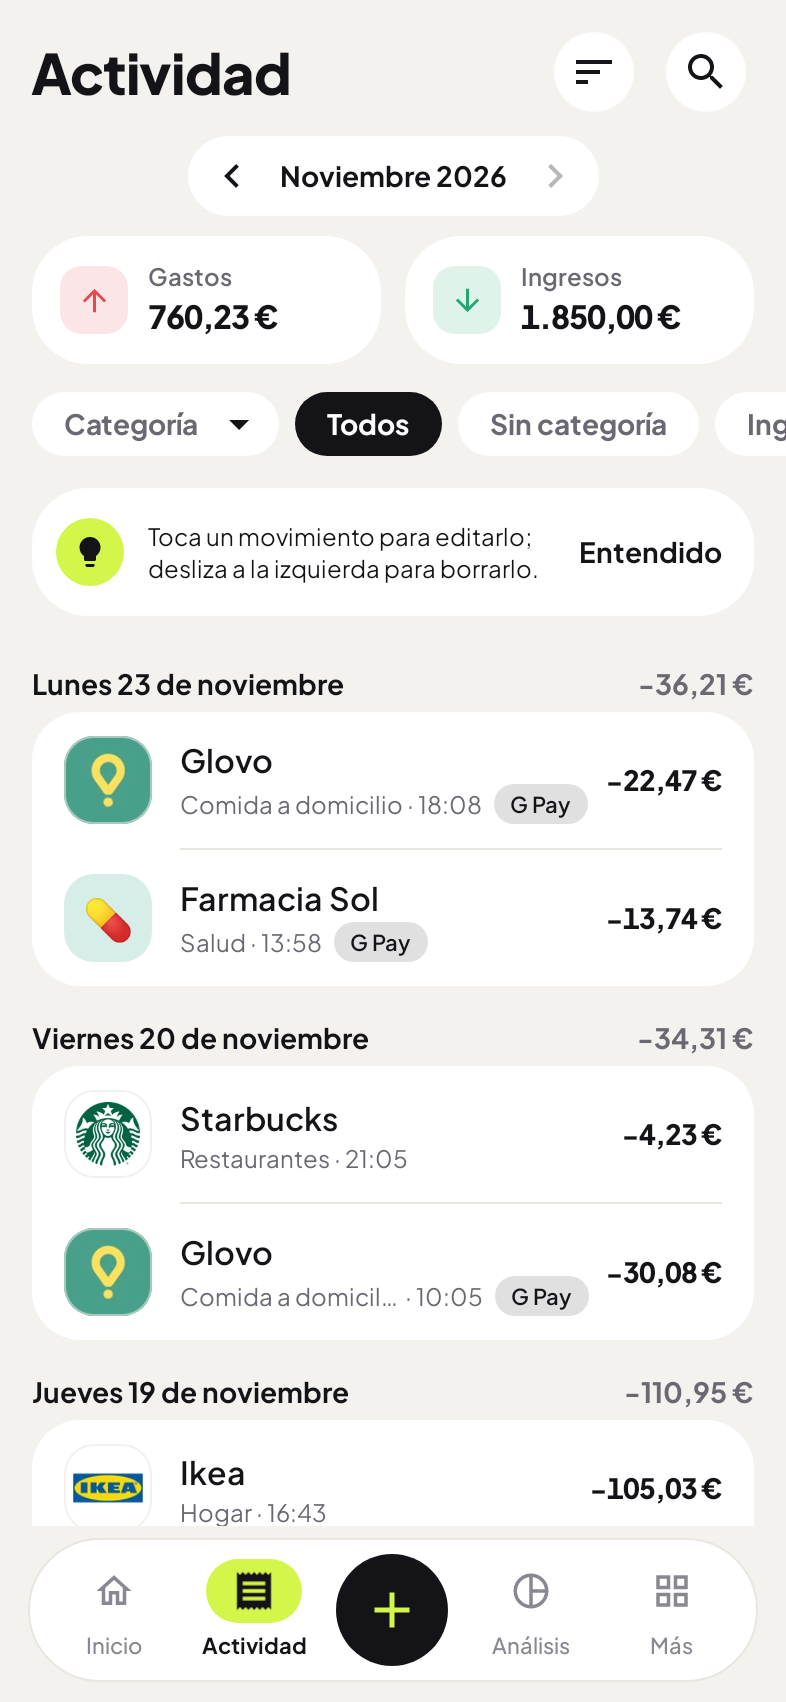 Actividad
Noviembre 2026
Gastos
760,23 €
Ingresos
1.850,00 €
Categoría
Todos
Sin categoría
Ing
Toca un movimiento para editarlo;
desliza a la izquierda para borrarlo.
Entendido
Lunes 23 de noviembre
-36,21 €
Glovo
Comida a domicilio · 18:08
G Pay
-22,47 €
Farmacia Sol
Salud · 13:58
G Pay
-13,74 €
Viernes 20 de noviembre
-34,31 €
Starbucks
Restaurantes · 21:05
-4,23 €
Glovo
Comida a domicil... · 10:05
G Pay
-30,08 €
Jueves 19 de noviembre
-110,95 €
IKEA
Ikea
Hogar · 16:43
-105,03 €
Inicio
Actividad
Análisis
Más